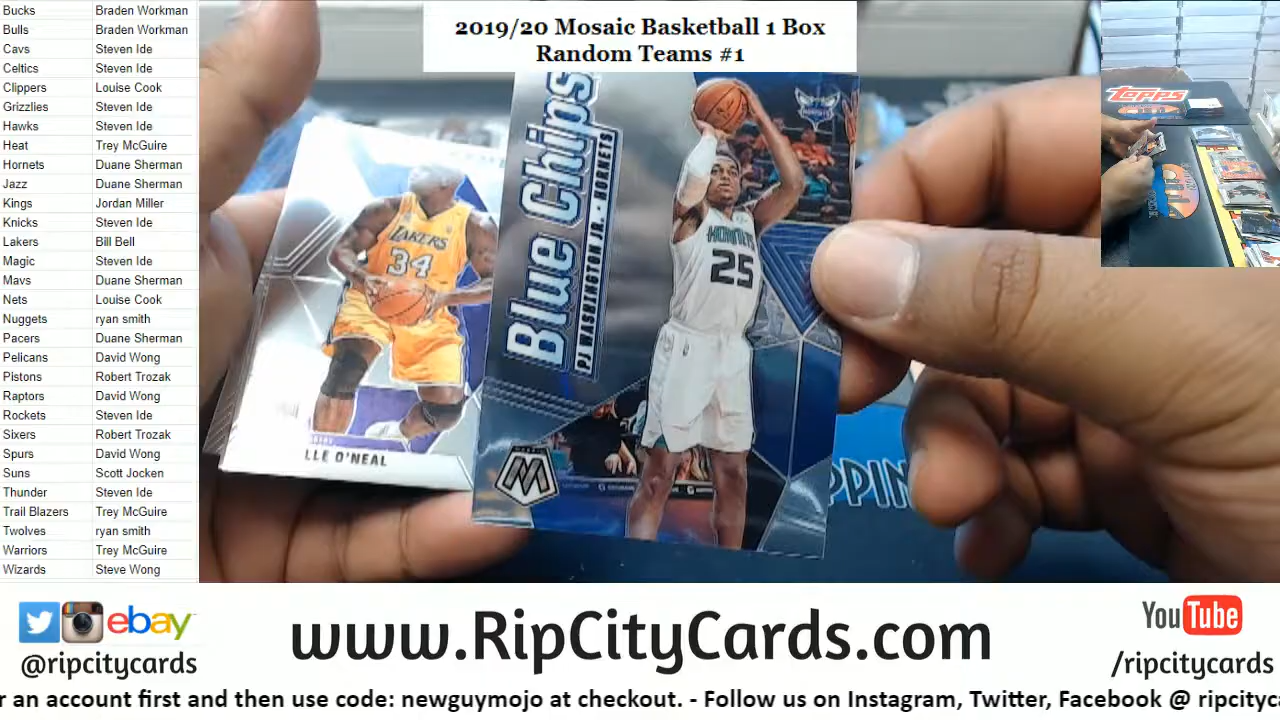 2019/20 Mosaic Basketball 1 Box
Random Teams #1
Bucks Braden Workman
Bulls Braden Workman
Cavs Steven Ide
Celtics Steven Ide
Clippers Louise Cook
Grizzlies Steven Ide
Hawks Steven Ide
Heat Trey McGuire
Hornets Duane Sherman
Jazz Duane Sherman
Kings Jordan Miller
Knicks Steven Ide
Lakers Bill Bell
Magic Steven Ide
Mavs Duane Sherman
Nets Louise Cook
Nuggets ryan smith
Pacers Duane Sherman
Pelicans David Wong
Pistons Robert Trozak
Raptors David Wong
Rockets Steven Ide
Sixers Robert Trozak
Spurs David Wong
Suns Scott Jocken
Thunder Steven Ide
Trail Blazers Trey McGuire
Twolves ryan smith
Warriors Trey McGuire
Wizards Steve Wong
LAKERS
34
LLE O'NEAL
Blue Chips
PJ WASHINGTON JR. - HORNETS
HORNETS
25
M
PPIN
Topps
ebay
@ripcitycards
www.RipCityCards.com
YouTube
/ripcitycards
r an account first and then use code: newguymojo at checkout. - Follow us on Instagram, Twitter, Facebook @ ripcityc